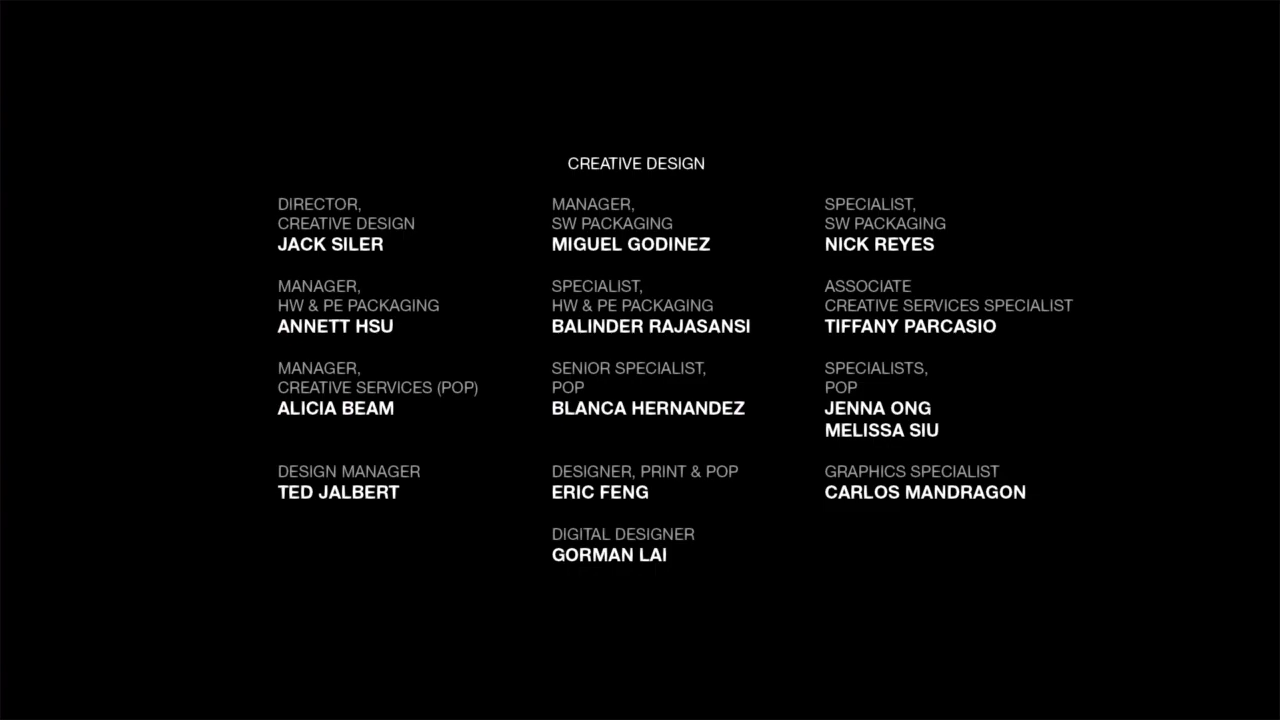 CREATIVE DESIGN
DIRECTOR,
CREATIVE DESIGN
JACK SILER
MANAGER,
SW PACKAGING
MIGUEL GODINEZ
SPECIALIST,
SW PACKAGING
NICK REYES
MANAGER,
HW & PE PACKAGING
ANNETT HSU
SPECIALIST,
HW & PE PACKAGING
BALINDER RAJASANSI
ASSOCIATE
CREATIVE SERVICES SPECIALIST
TIFFANY PARCASIO
MANAGER,
CREATIVE SERVICES (POP)
ALICIA BEAM
SENIOR SPECIALIST,
POP
BLANCA HERNANDEZ
SPECIALISTS,
POP
JENNA ONG
MELISSA SIU
DESIGN MANAGER
TED JALBERT
DESIGNER, PRINT & POP
ERIC FENG
GRAPHICS SPECIALIST
CARLOS MANDRAGON
DIGITAL DESIGNER
GORMAN LAI